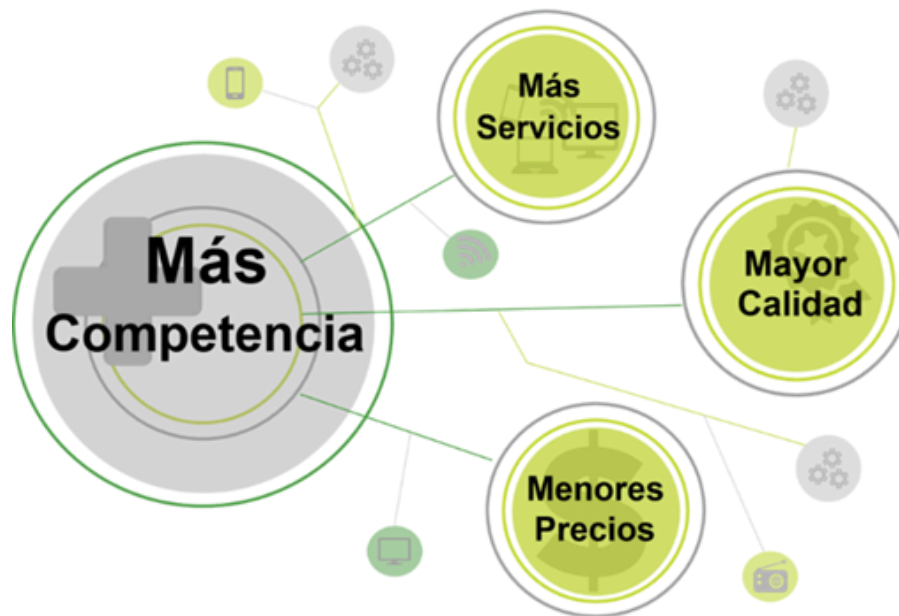 Más
Competencia
Más
Servicios
Mayor
Calidad
Menores
Precios